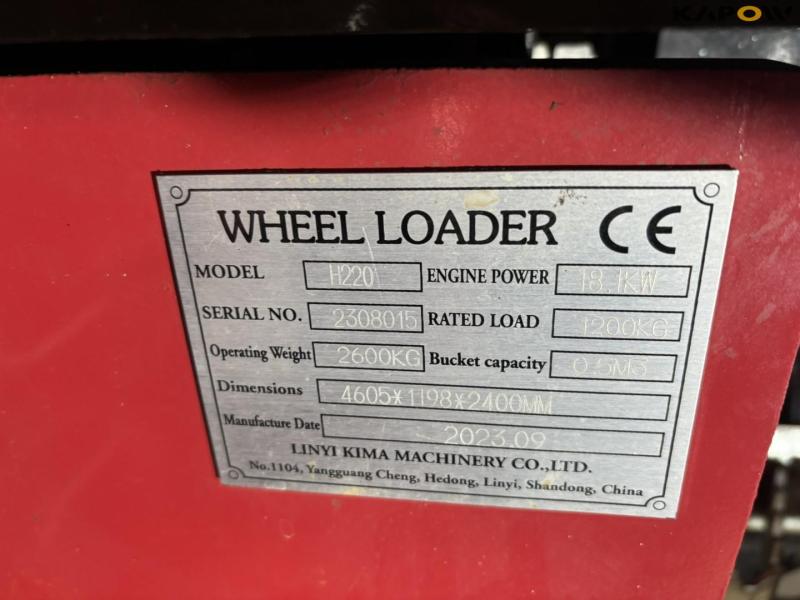 KAPOW
WHEEL LOADER CE
MODEL H220 ENGINE POWER 18.1KW
SERIAL NO. 2308015 RATED LOAD 1200KG
Operating Weight 2600KG Bucket capacity 0.5M3
Dimensions 4605*1198*2400MM
Manufacture Date 2023.09
LINYI KIMA MACHINERY CO.,LTD.
No.1104, Yangguang Cheng, Hedong, Linyi, Shandong, China